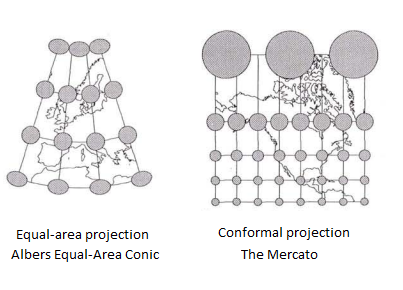 Equal-area projection
Albers Equal-Area Conic
Conformal projection
The Mercato